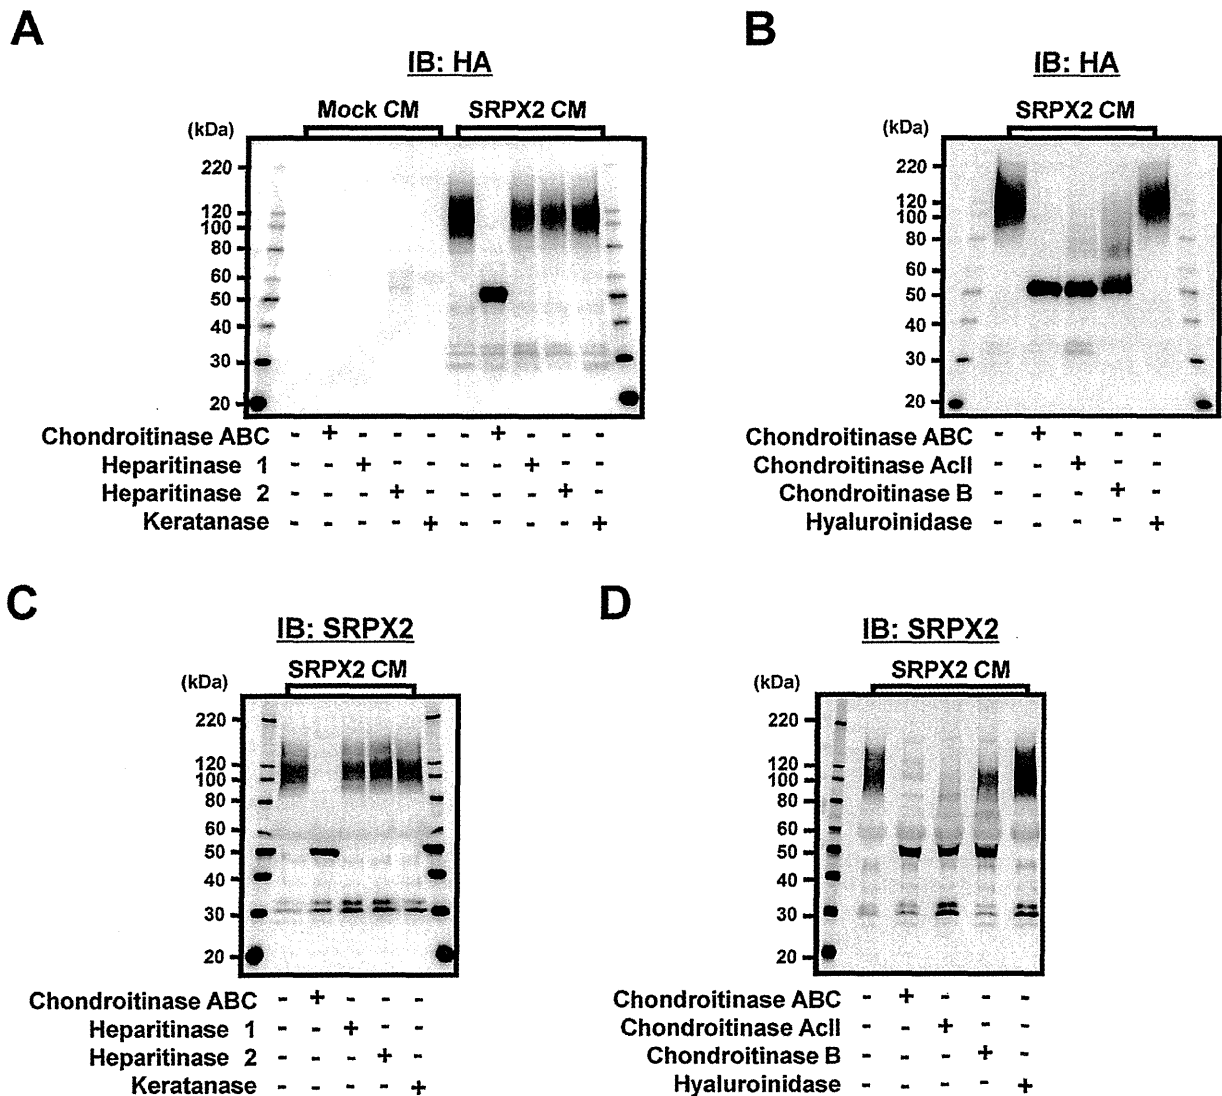 A
IB: HA
Mock CM SRPX2 CM
(kDa)
220
120
100
80
60
50
40
30
20
Chondroitinase ABC - + - - - - + - - -
Heparitinase 1 - - + - - - - + - -
Heparitinase 2 - - - + - - - - + -
Keratanase - - - - + - - - - +
B
IB: HA
SRPX2 CM
(kDa)
220
120
100
80
60
50
40
30
20
Chondroitinase ABC - + - - -
Chondroitinase AcII - - + - -
Chondroitinase B - - - + -
Hyaluroinidase - - - - +
C
IB: SRPX2
SRPX2 CM
(kDa)
220
120
100
80
60
50
40
30
20
Chondroitinase ABC - + - - -
Heparitinase 1 - - + - -
Heparitinase 2 - - - + -
Keratanase - - - - +
D
IB: SRPX2
SRPX2 CM
(kDa)
220
120
100
80
60
50
40
30
20
Chondroitinase ABC - + - - -
Chondroitinase AcII - - + - -
Chondroitinase B - - - + -
Hyaluroinidase - - - - +